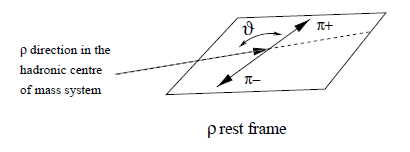 ϑ
π+
ρ direction in the
hadronic centre
of mass system
π−
ρ rest frame